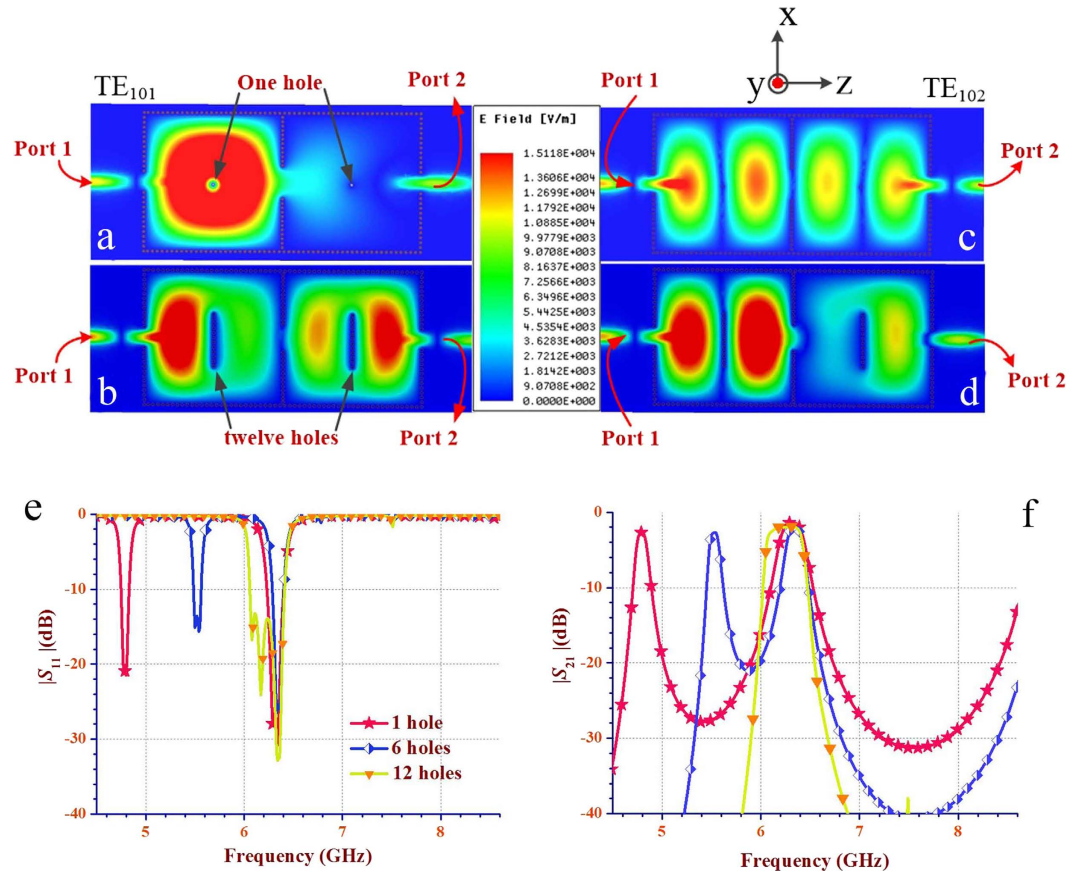 x
y
z
TE101
One hole
Port 2
Port 1
a
E Field [V/m]
1.5118E+004
1.3606E+004
1.2699E+004
1.1792E+004
1.0885E+004
9.9779E+003
9.0708E+003
8.1637E+003
7.2566E+003
6.3496E+003
5.4425E+003
4.5354E+003
3.6283E+003
2.7212E+003
1.8142E+003
9.0708E+002
0.0000E+000
Port 1
TE102
Port 2
c
Port 1
b
twelve holes
Port 2
Port 1
d
Port 2
e
0
-10
-20
-30
-40
|S11|(dB)
1 hole
6 holes
12 holes
5 6 7 8
Frequency (GHz)
f
0
-10
-20
-30
-40
|S21|(dB)
5 6 7 8
Frequency (GHz)